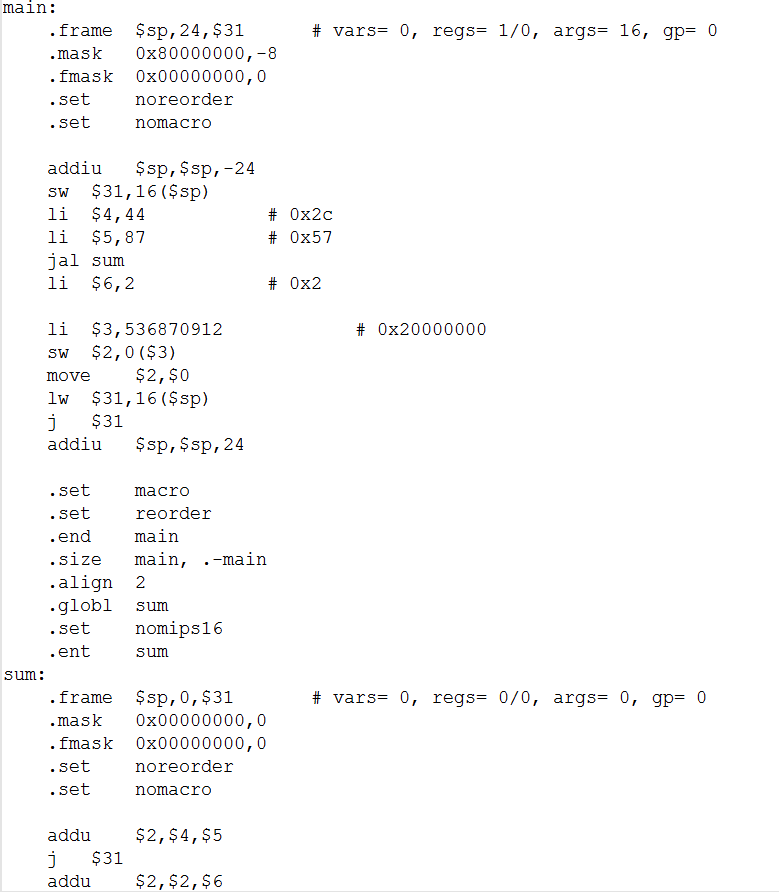 main:
.frame $sp,24,$31 # vars= 0, regs= 1/0, args= 16, gp= 0
.mask 0x80000000,-8
.fmask 0x00000000,0
.set noreorder
.set nomacro
addiu $sp,$sp,-24
sw $31,16($sp)
li $4,44 # 0x2c
li $5,87 # 0x57
jal sum
li $6,2 # 0x2
li $3,536870912 # 0x20000000
sw $2,0($3)
move $2,$0
lw $31,16($sp)
j $31
addiu $sp,$sp,24
.set macro
.set reorder
.end main
.size main, .-main
.align 2
.globl sum
.set nomips16
.ent sum
sum:
.frame $sp,0,$31 # vars= 0, regs= 0/0, args= 0, gp= 0
.mask 0x00000000,0
.fmask 0x00000000,0
.set noreorder
.set nomacro
addu $2,$4,$5
j $31
addu $2,$2,$6